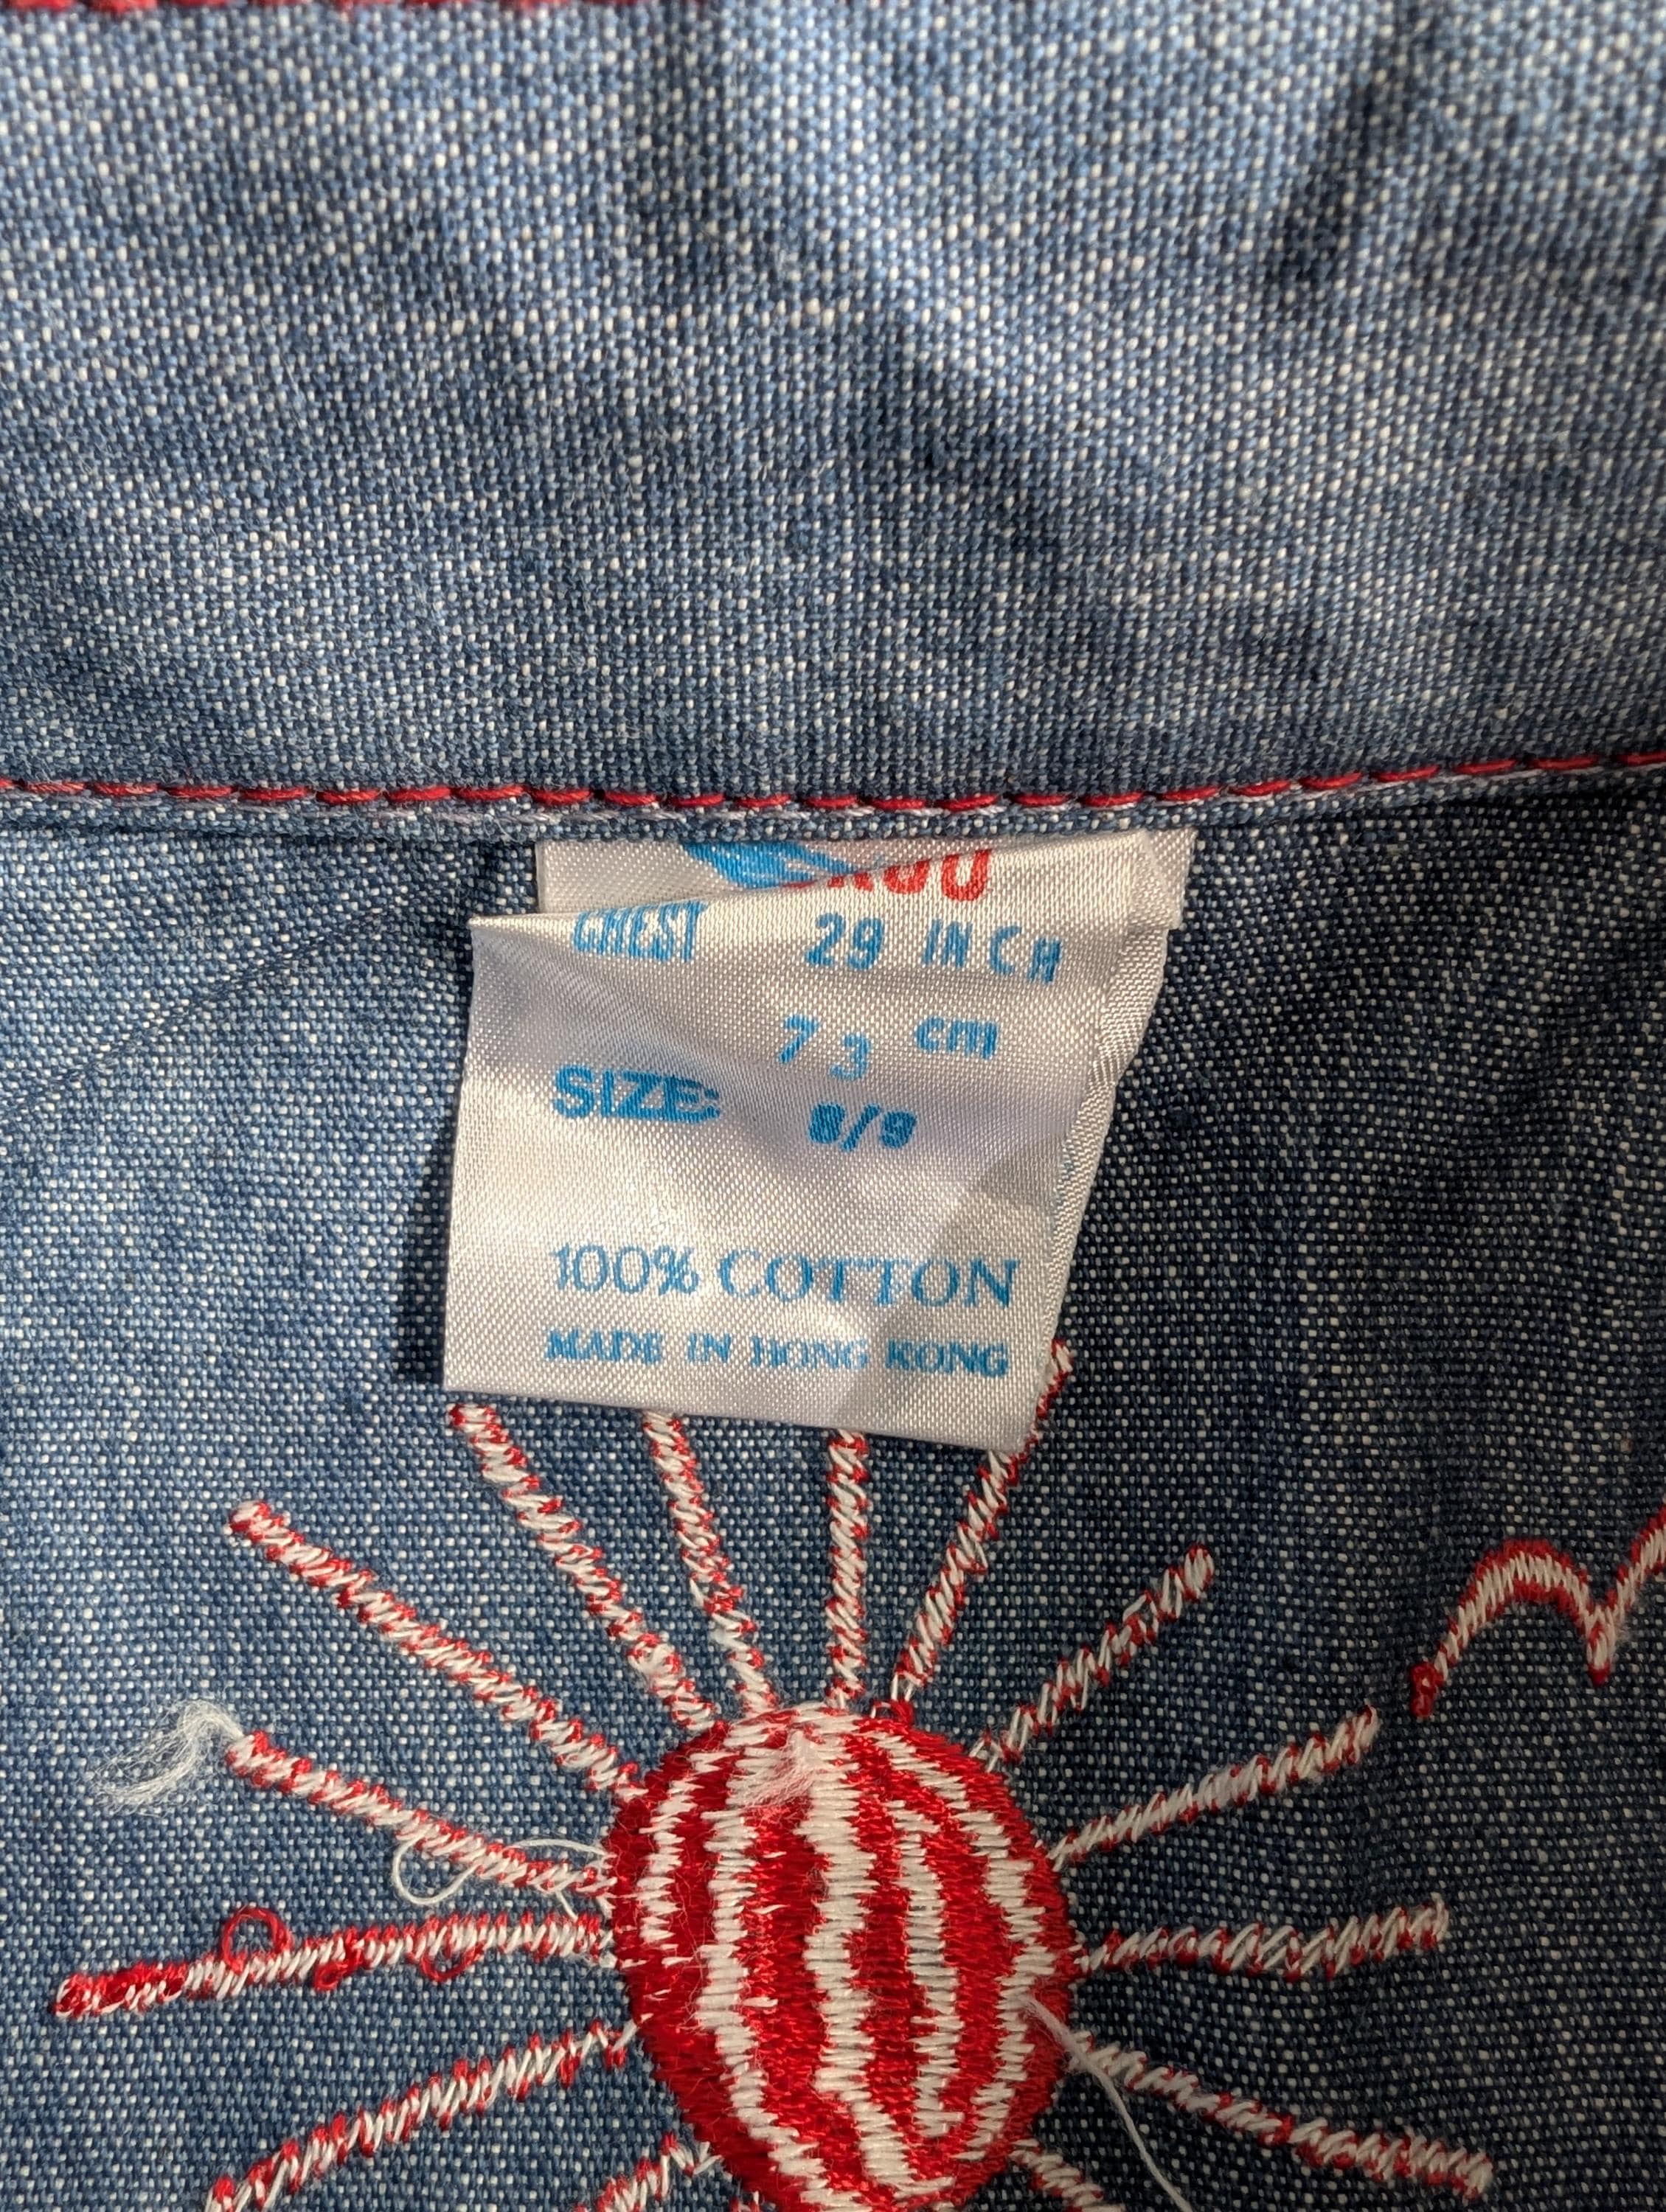 CHEST 29 INCH
73 cm
SIZE: 8/9
100% COTTON
MADE IN HONG KONG